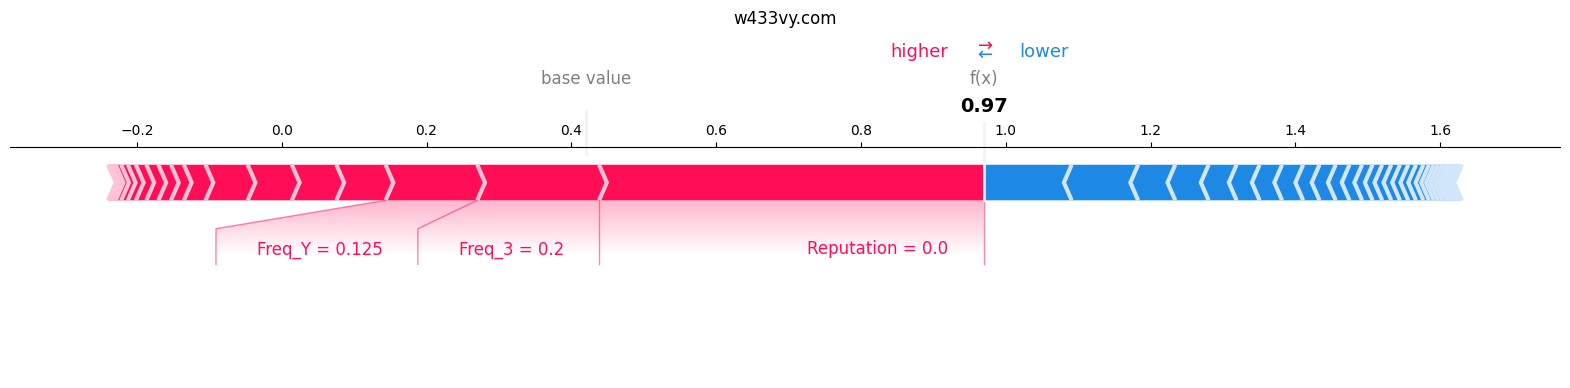 w433vy.com
higher ⇄ lower
base value f(x)
0.97
−0.2 0.0 0.2 0.4 0.6 0.8 1.0 1.2 1.4 1.6
Freq_Y = 0.125 Freq_3 = 0.2 Reputation = 0.0